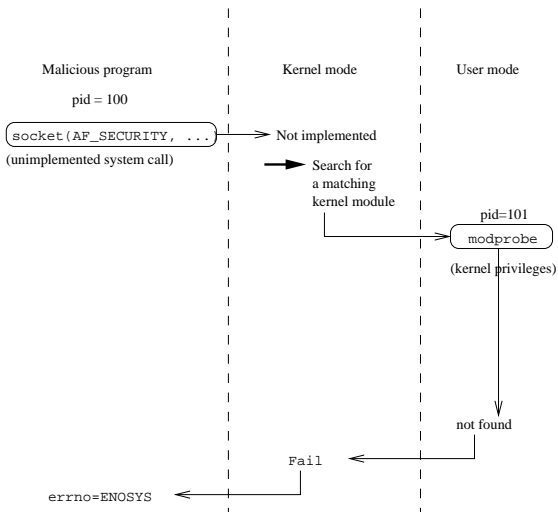 Malicious program
Kernel mode
User mode
pid = 100
socket(AF_SECURITY, ...
Not implemented
(unimplemented system call)
Search for
a matching
kernel module
pid=101
modprobe
(kernel privileges)
not found
Fail
errno=ENOSYS